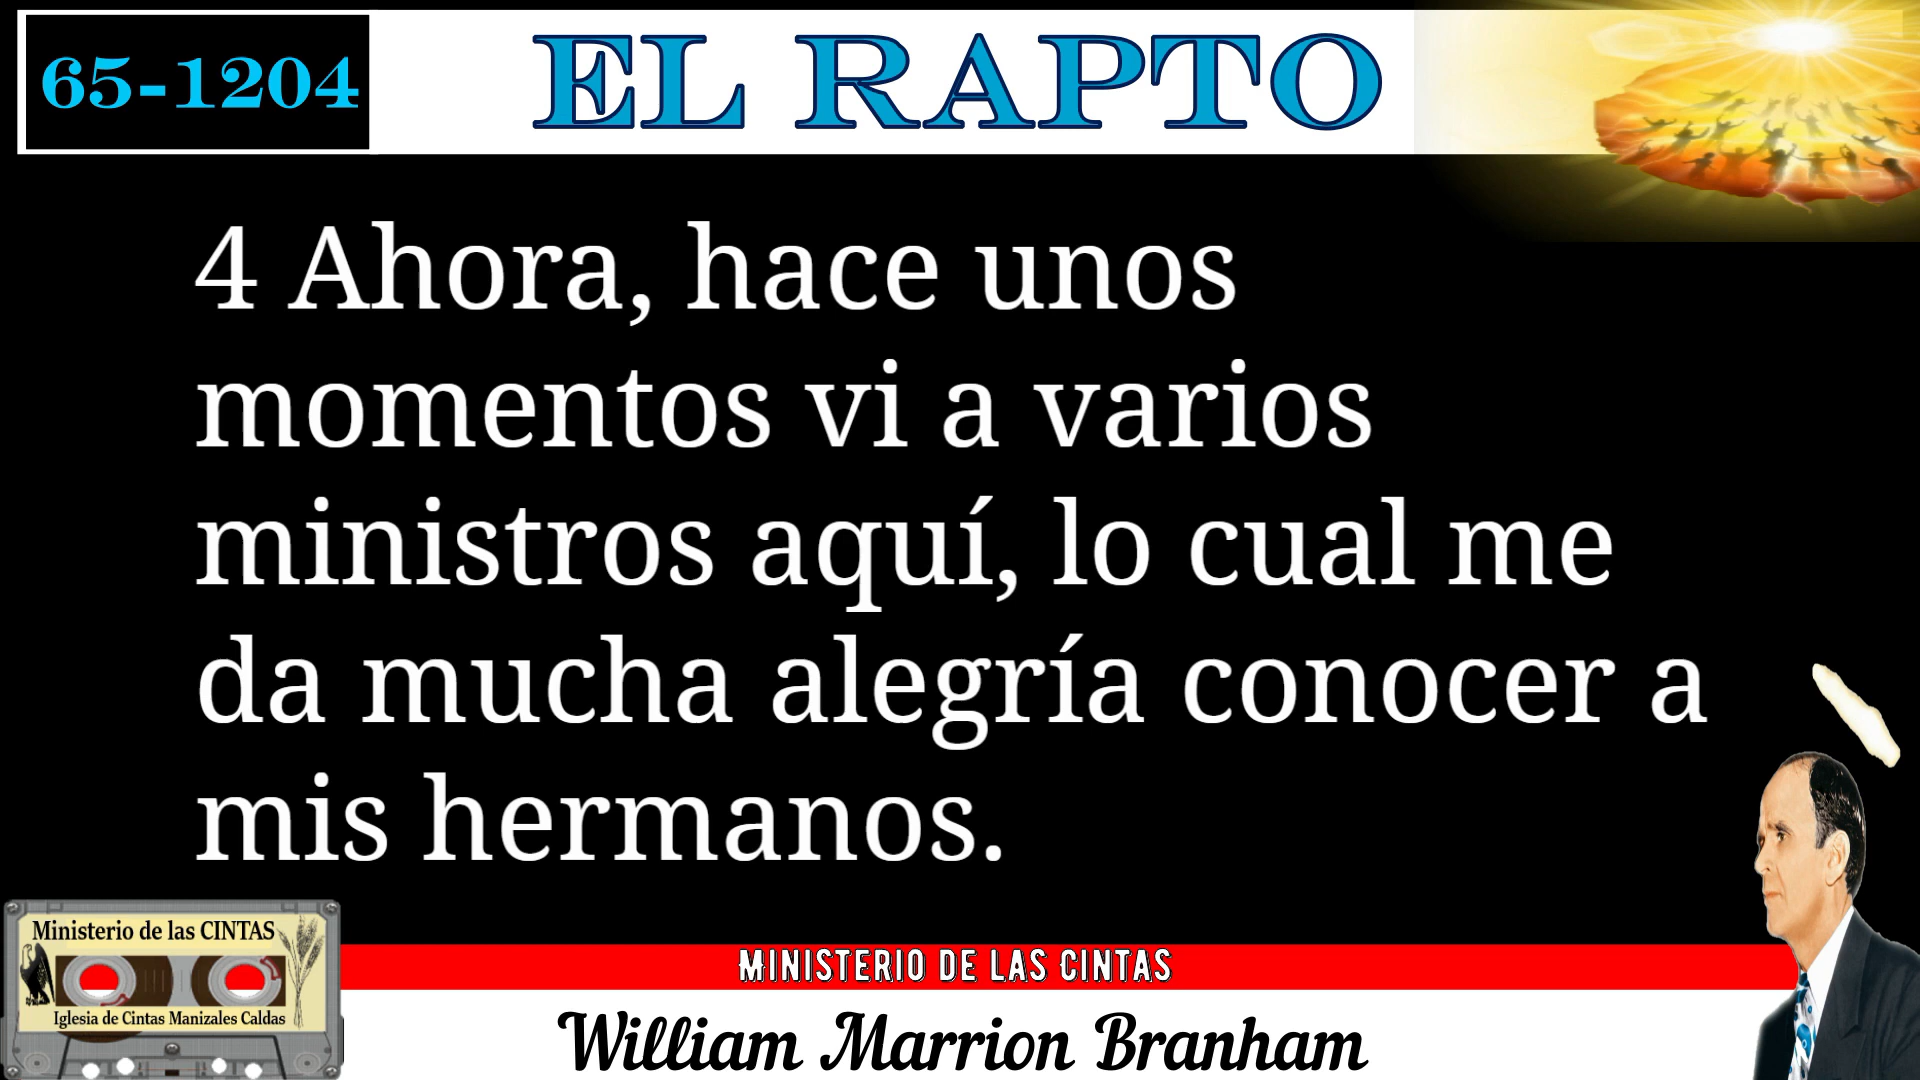 65-1204
EL RAPTO
4 Ahora, hace unos
momentos vi a varios
ministros aquí, lo cual me
da mucha alegría conocer a
mis hermanos.
Ministerio de las CINTAS
Iglesia de Cintas Manizales Caldas
MINISTERIO DE LAS CINTAS
William Marrion Branham